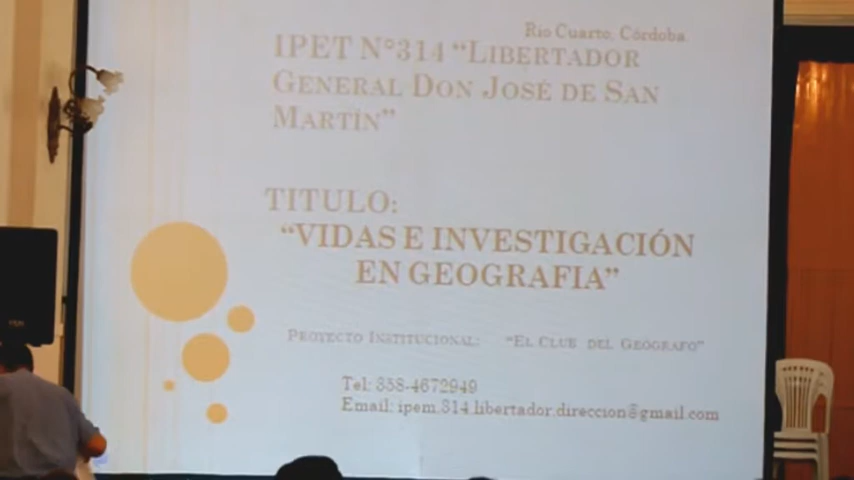 Río Cuarto, Córdoba.
IPET N°314 “LIBERTADOR
GENERAL DON JOSÉ DE SAN
MARTÍN”
TITULO:
“VIDAS E INVESTIGACIÓN
EN GEOGRAFIA”
PROYECTO INSTITUCIONAL: “EL CLUB DEL GEOGRAFO”
Tel: 358-4672949
Email: ipem.314.libertador.direccion@gmail.com